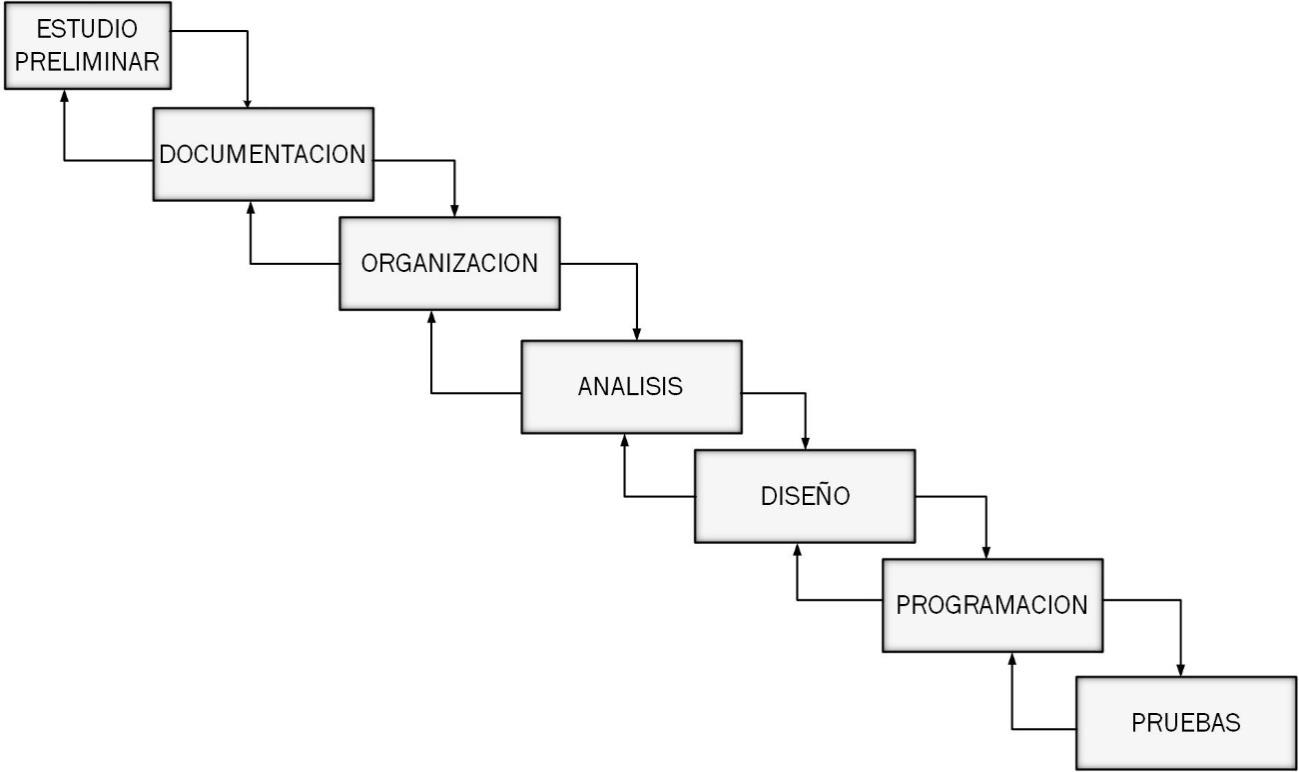 ESTUDIO
PRELIMINAR
DOCUMENTACION
ORGANIZACION
ANALISIS
DISEÑO
PROGRAMACION
PRUEBAS